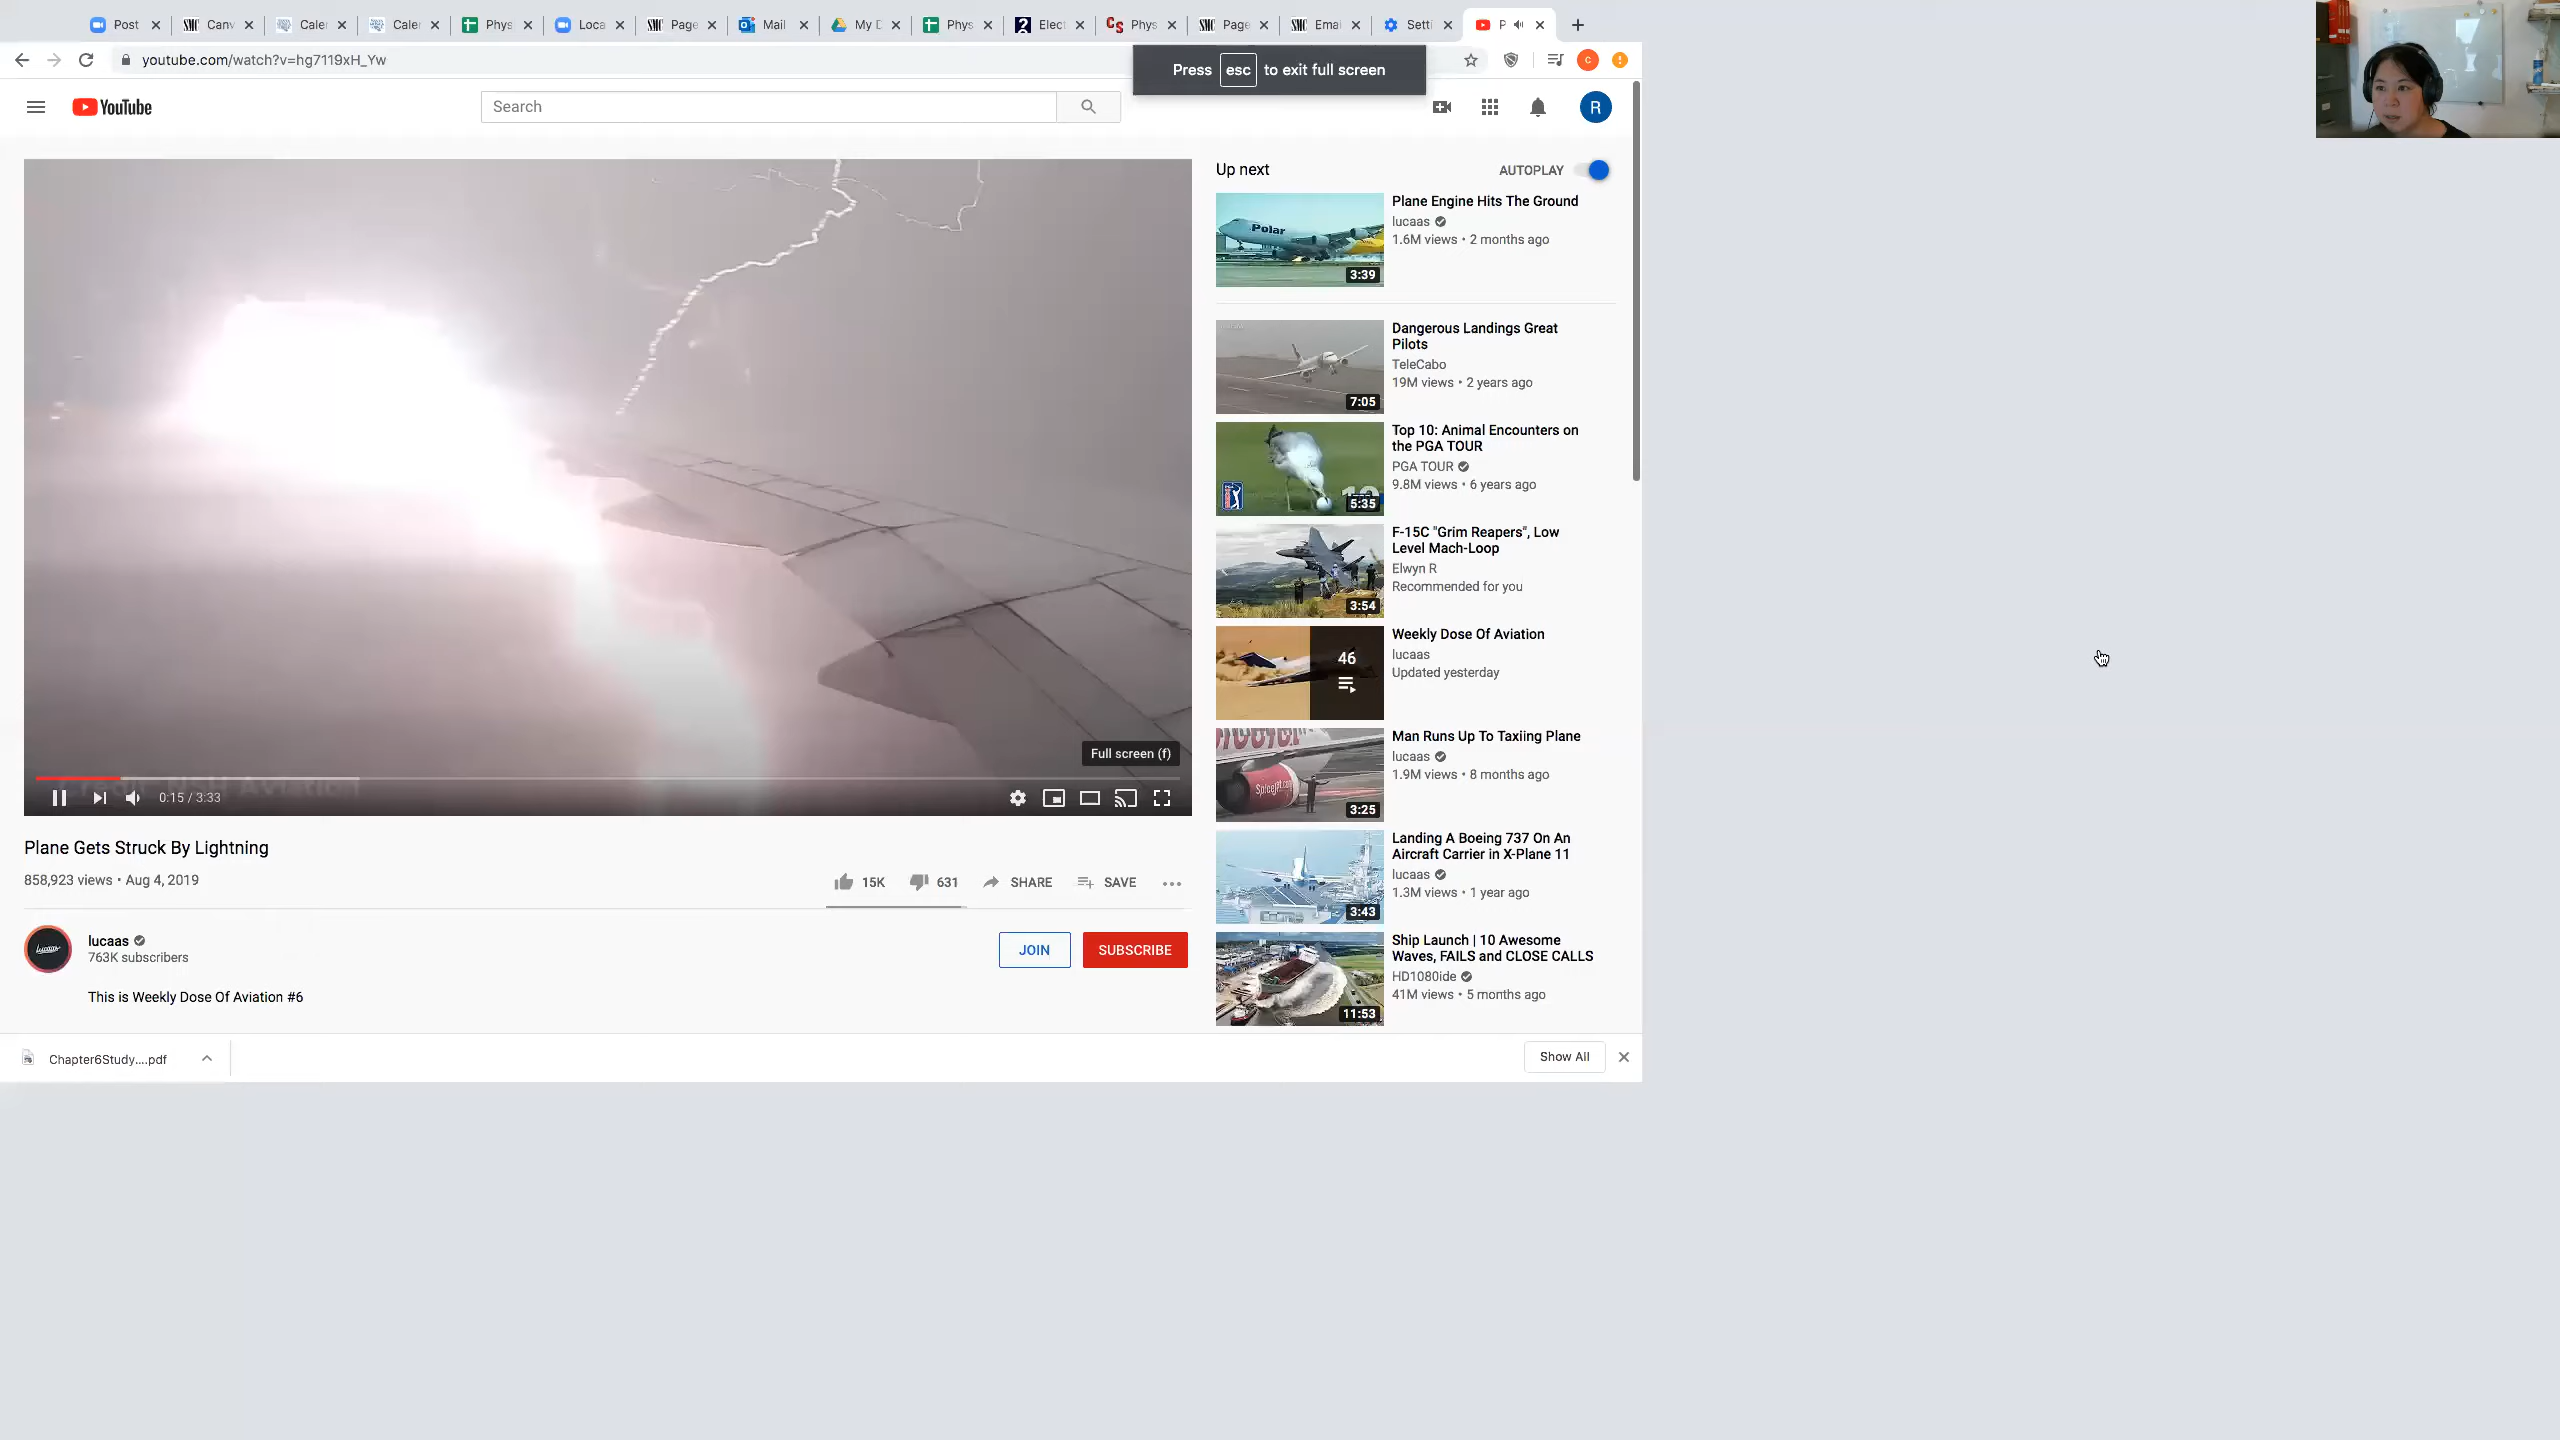 Post
Canv
Caler
Caler
Phys
Loca
Page
Mail
My D
Phys
Elect
Phys
Page
Emai
Setti
P
youtube.com/watch?v=hg7119xH_Yw
Press esc to exit full screen
YouTube
Search
R
Up next
AUTOPLAY
Plane Engine Hits The Ground
lucaas
1.6M views • 2 months ago
Polar
3:39
Dangerous Landings Great
Pilots
TeleCabo
19M views • 2 years ago
7:05
Top 10: Animal Encounters on
the PGA TOUR
PGA TOUR
9.8M views • 6 years ago
5:35
F-15C "Grim Reapers", Low
Level Mach-Loop
Elwyn R
Recommended for you
3:54
Weekly Dose Of Aviation
lucaas
Updated yesterday
46
Man Runs Up To Taxiing Plane
lucaas
1.9M views • 8 months ago
3:25
Landing A Boeing 737 On An
Aircraft Carrier in X-Plane 11
lucaas
1.3M views • 1 year ago
3:43
Ship Launch | 10 Awesome
Waves, FAILS and CLOSE CALLS
HD1080ide
41M views • 5 months ago
11:53
Full screen (f)
0:15 / 3:33
Plane Gets Struck By Lightning
858,923 views • Aug 4, 2019
15K
631
SHARE
SAVE
lucaas
763K subscribers
JOIN
SUBSCRIBE
This is Weekly Dose Of Aviation #6
Chapter6Study....pdf
Show All